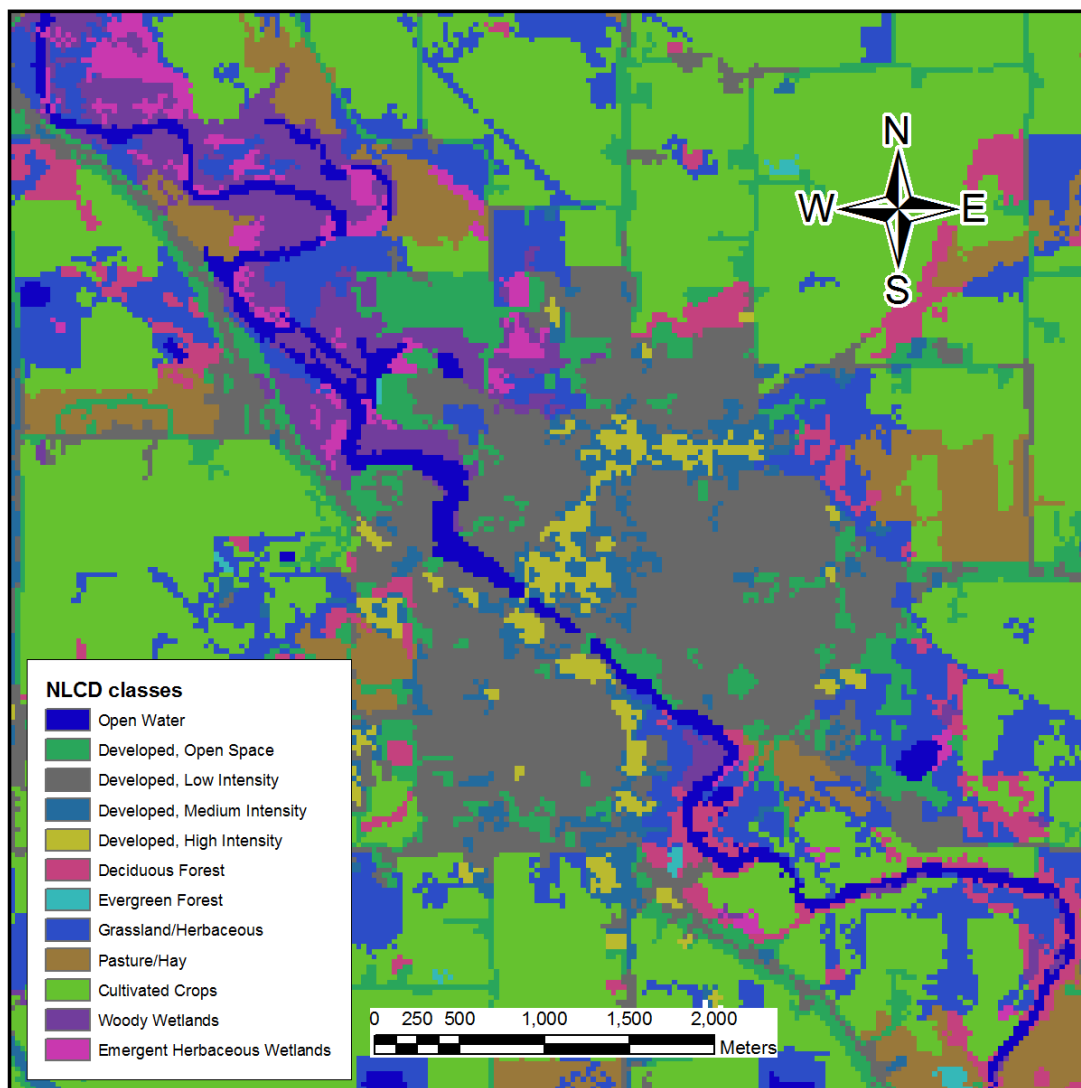 N
W E
S
NLCD classes
Open Water
Developed, Open Space
Developed, Low Intensity
Developed, Medium Intensity
Developed, High Intensity
Deciduous Forest
Evergreen Forest
Grassland/Herbaceous
Pasture/Hay
Cultivated Crops
Woody Wetlands
Emergent Herbaceous Wetlands
0 250 500 1,000 1,500 2,000
Meters